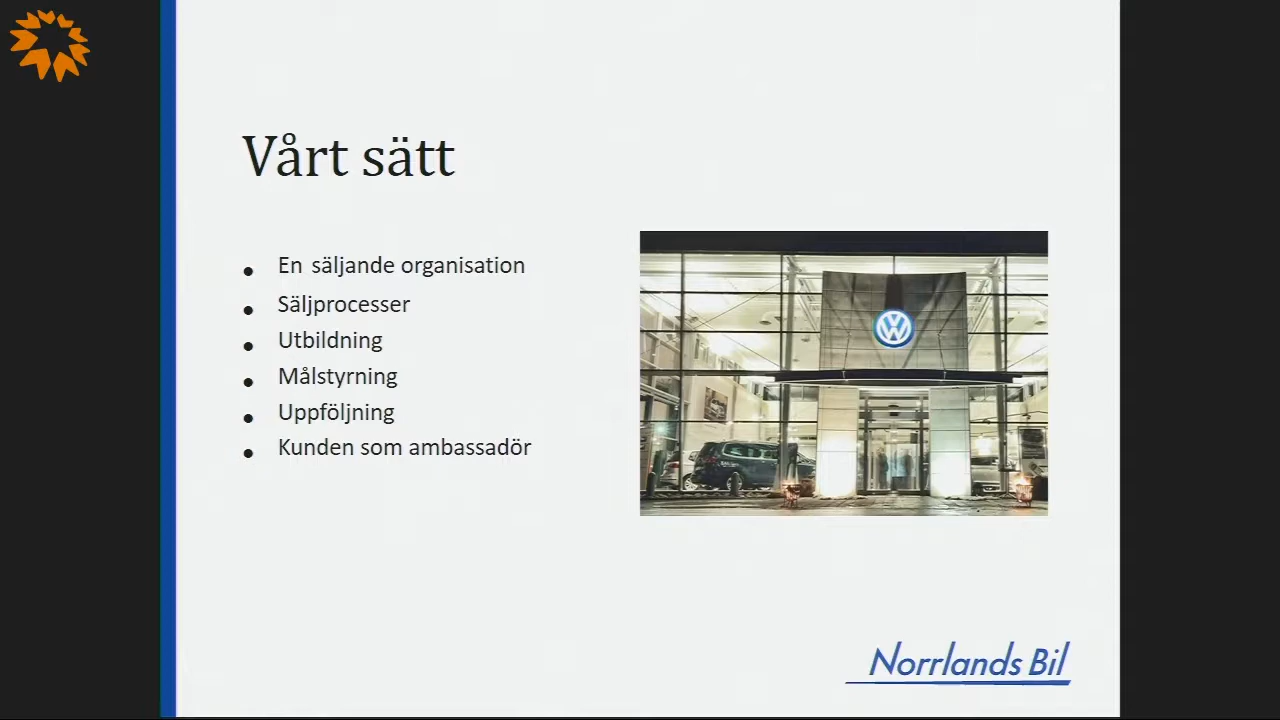 Vårt sätt
En säljande organisation
Säljprocesser
Utbildning
Målstyrning
Uppföljning
Kunden som ambassadör
Norrlands Bil